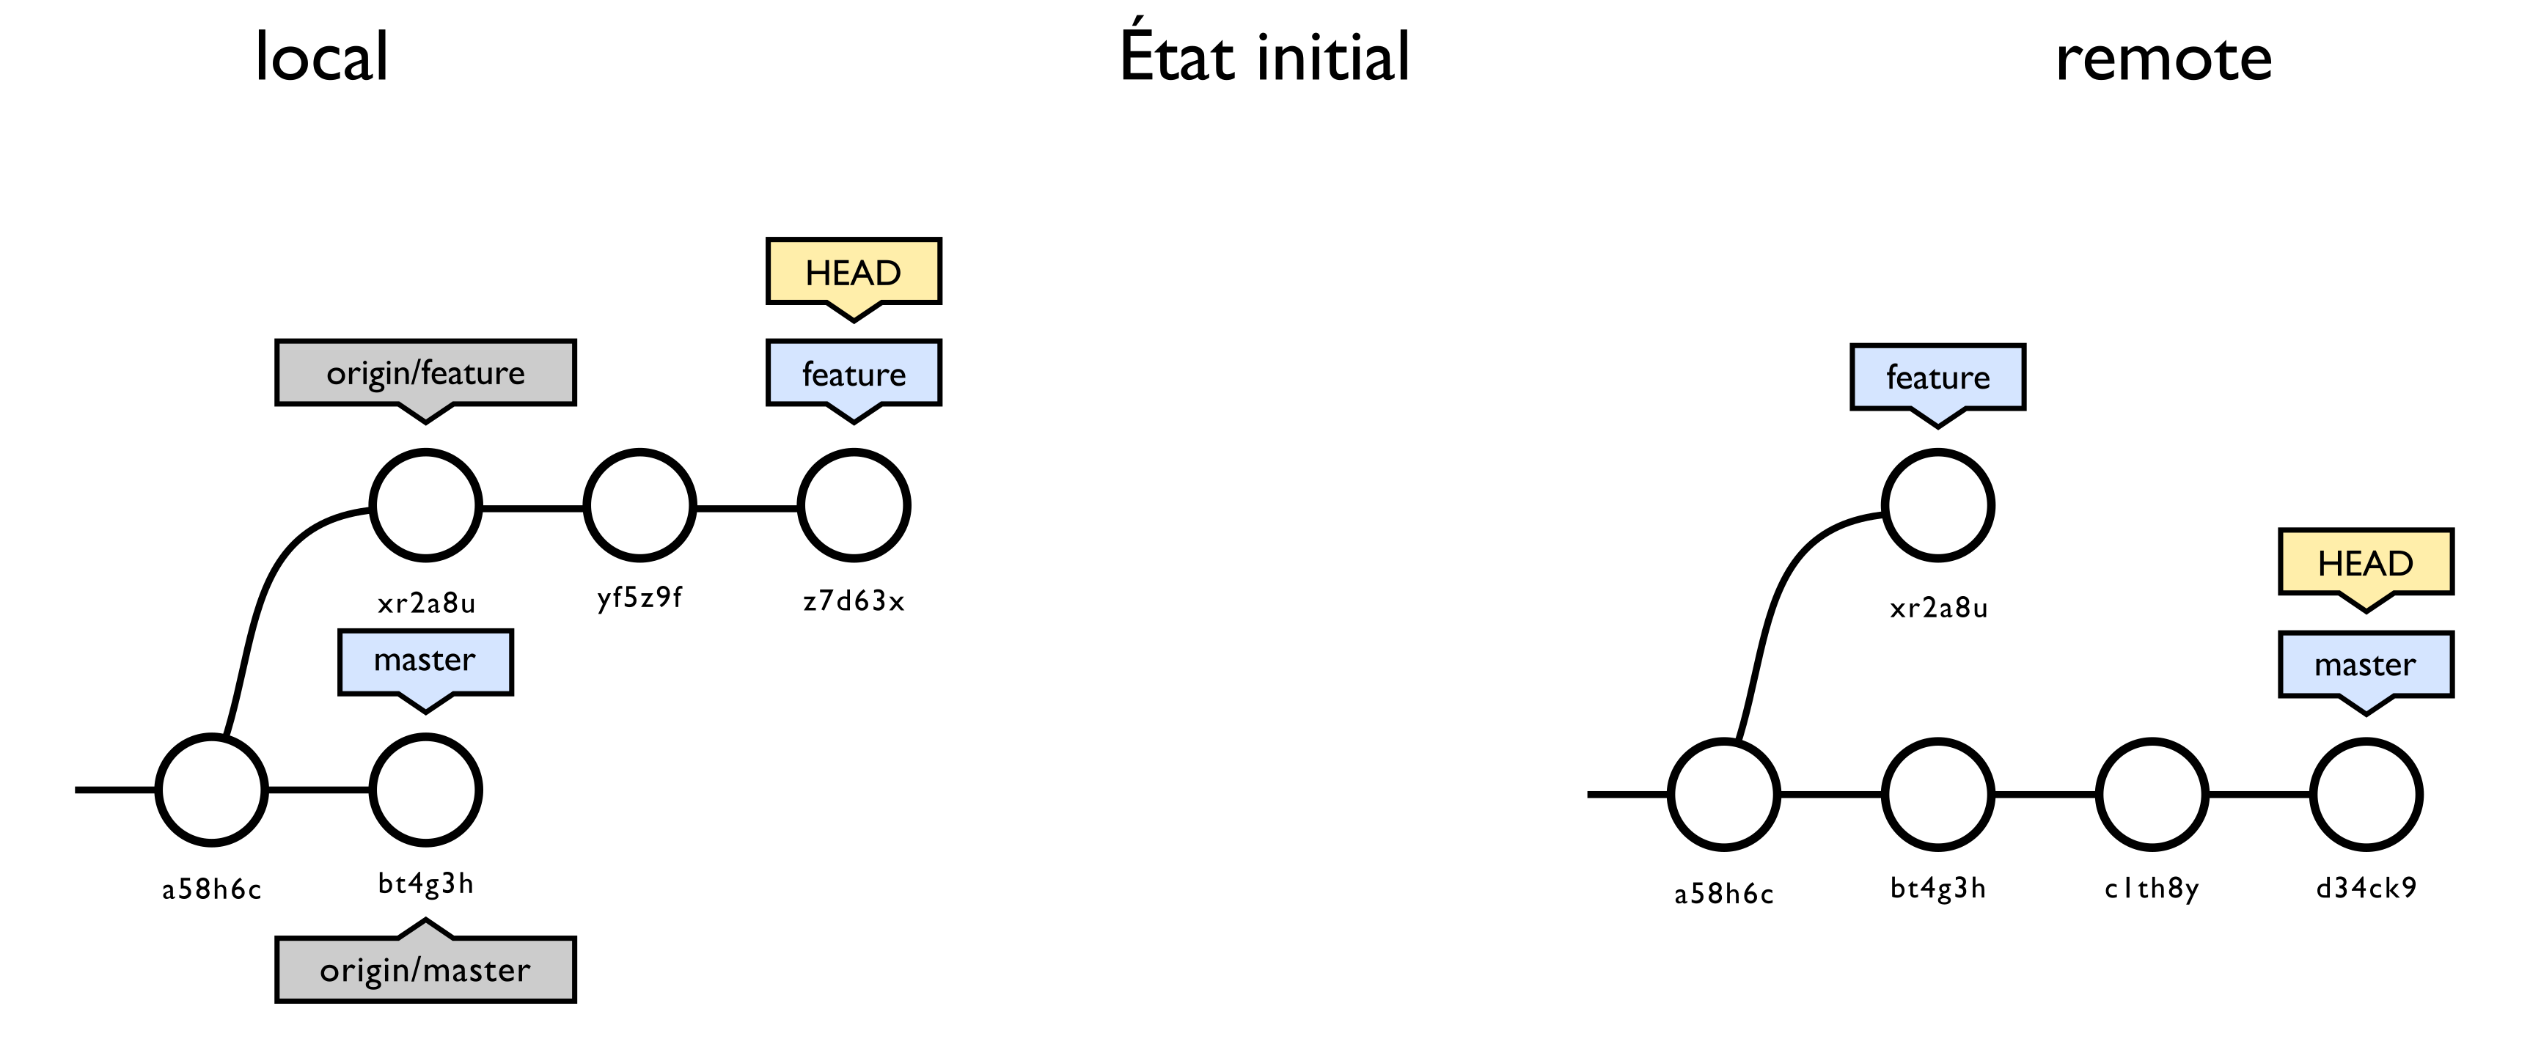 local
État initial
remote
HEAD
origin/feature
feature
xr2a8u
yf5z9f
z7d63x
master
a58h6c
bt4g3h
origin/master
feature
xr2a8u
HEAD
master
a58h6c
bt4g3h
c1th8y
d34ck9